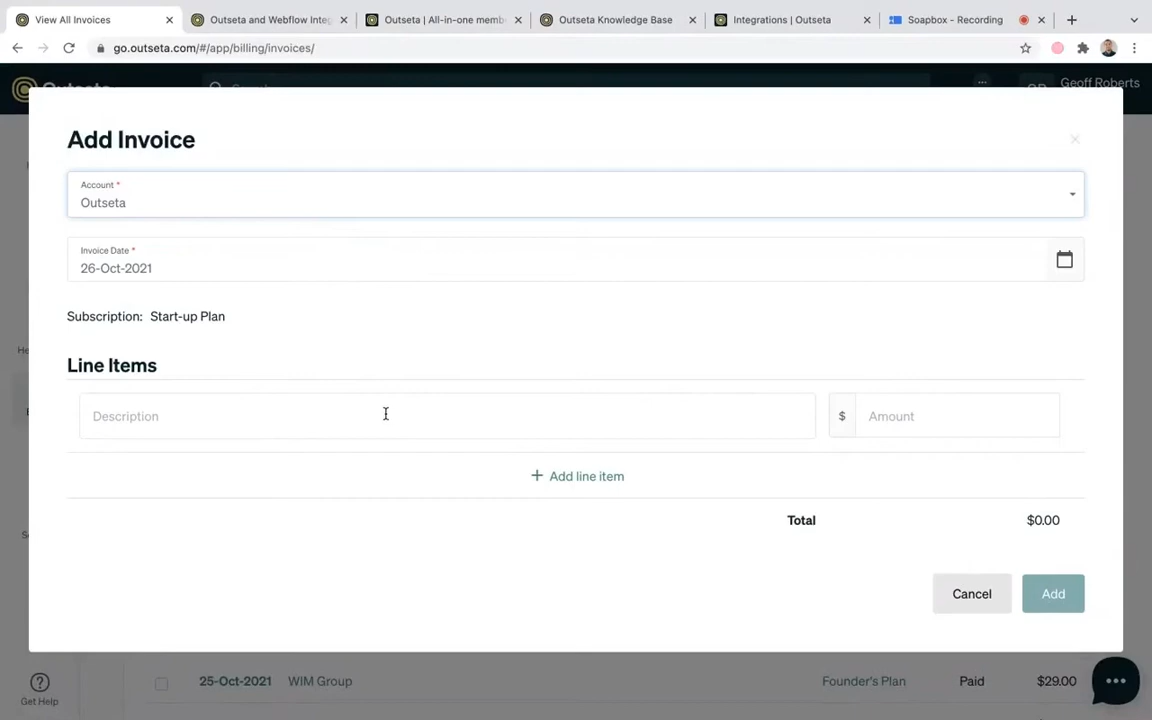 View All Invoices
Outseta and Webflow Inte
Outseta | All-in-one memb
Outseta Knowledge Base
Integrations | Outseta
Soapbox - Recording
go.outseta.com/#/app/billing/invoices/
Geoff Roberts
Add Invoice
Account *
Outseta
Invoice Date *
26-Oct-2021
Subscription: Start-up Plan
Line Items
Description
$ Amount
+ Add line item
Total $0.00
Cancel Add
25-Oct-2021 WIM Group Founder's Plan Paid $29.00
Get Help